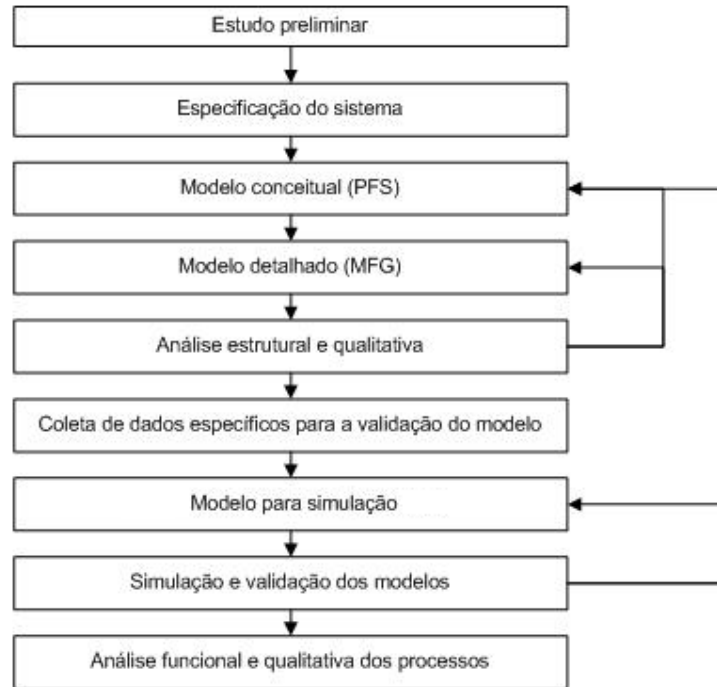 Estudo preliminar
Especificação do sistema
Modelo conceitual (PFS)
Modelo detalhado (MFG)
Análise estrutural e qualitativa
Coleta de dados específicos para a validação do modelo
Modelo para simulação
Simulação e validação dos modelos
Análise funcional e qualitativa dos processos